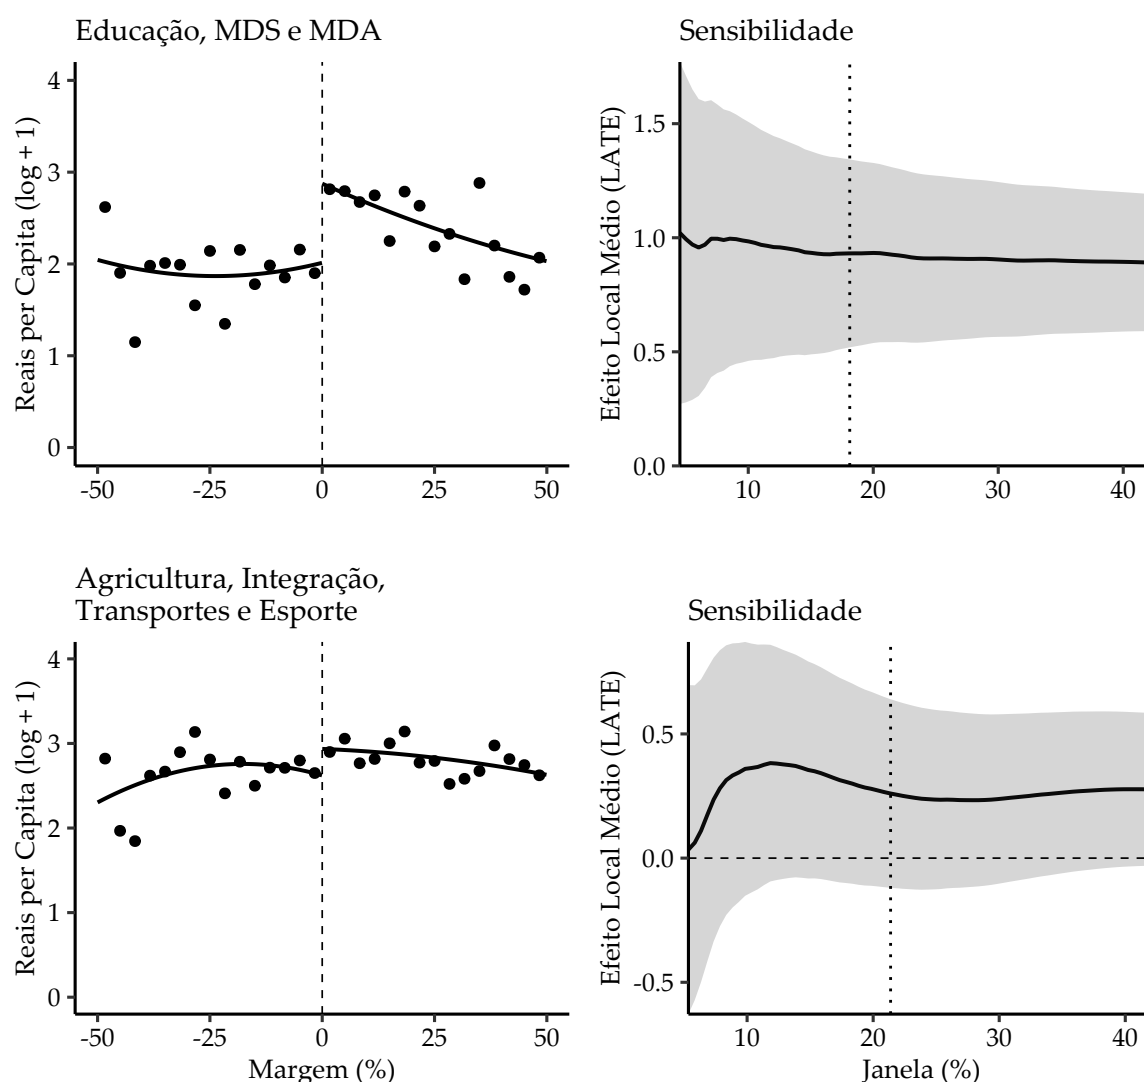 Educação, MDS e MDA
Reais per Capita (log + 1)
4
3
2
1
0
-50 -25 0 25 50
Sensibilidade
Efeito Local Médio (LATE)
1.5
1.0
0.5
0.0
10 20 30 40
Agricultura, Integração,
Transportes e Esporte
Reais per Capita (log + 1)
4
3
2
1
0
-50 -25 0 25 50
Margem (%)
Sensibilidade
Efeito Local Médio (LATE)
0.5
0.0
-0.5
10 20 30 40
Janela (%)